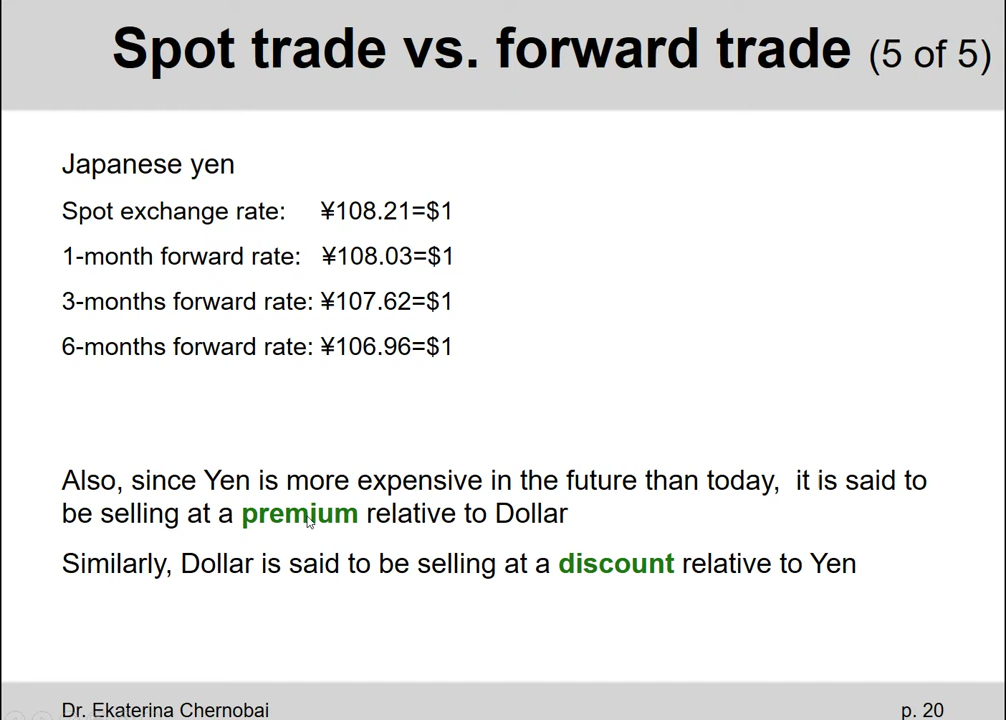 Spot trade vs. forward trade (5 of 5)
Japanese yen
Spot exchange rate: ¥108.21=$1
1-month forward rate: ¥108.03=$1
3-months forward rate: ¥107.62=$1
6-months forward rate: ¥106.96=$1
Also, since Yen is more expensive in the future than today, it is said to
be selling at a premium relative to Dollar
Similarly, Dollar is said to be selling at a discount relative to Yen
Dr. Ekaterina Chernobai p. 20